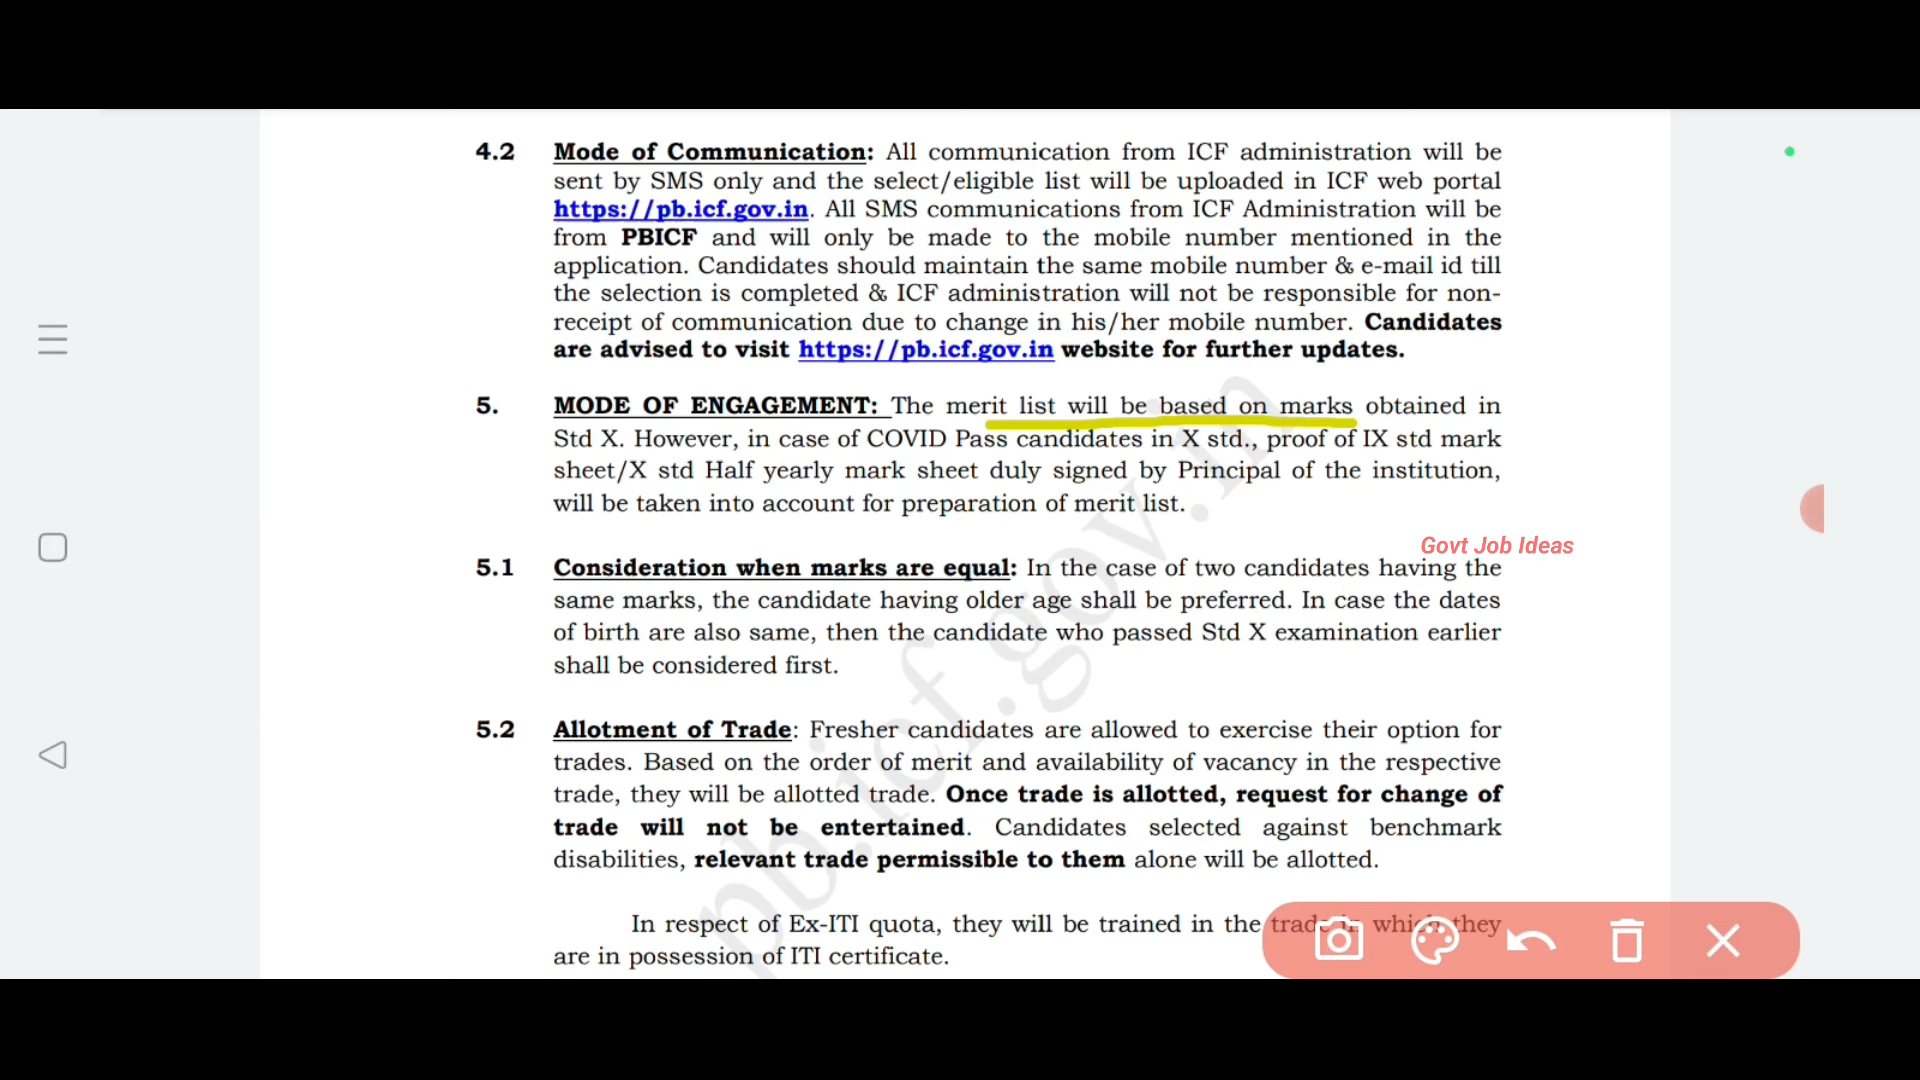 4.2 Mode of Communication: All communication from ICF administration will be
sent by SMS only and the select/eligible list will be uploaded in ICF web portal
https://pb.icf.gov.in. All SMS communications from ICF Administration will be
from PBICF and will only be made to the mobile number mentioned in the
application. Candidates should maintain the same mobile number & e-mail id till
the selection is completed & ICF administration will not be responsible for non-
receipt of communication due to change in his/her mobile number. Candidates
are advised to visit https://pb.icf.gov.in website for further updates.
5. MODE OF ENGAGEMENT: The merit list will be based on marks obtained in
Std X. However, in case of COVID Pass candidates in X std., proof of IX std mark
sheet/X std Half yearly mark sheet duly signed by Principal of the institution,
will be taken into account for preparation of merit list.
Govt Job Ideas
5.1 Consideration when marks are equal: In the case of two candidates having the
same marks, the candidate having older age shall be preferred. In case the dates
of birth are also same, then the candidate who passed Std X examination earlier
shall be considered first.
5.2 Allotment of Trade: Fresher candidates are allowed to exercise their option for
trades. Based on the order of merit and availability of vacancy in the respective
trade, they will be allotted trade. Once trade is allotted, request for change of
trade will not be entertained. Candidates selected against benchmark
disabilities, relevant trade permissible to them alone will be allotted.
In respect of Ex-ITI quota, they will be trained in the trade in which they
are in possession of ITI certificate.
pb.icf.gov.in